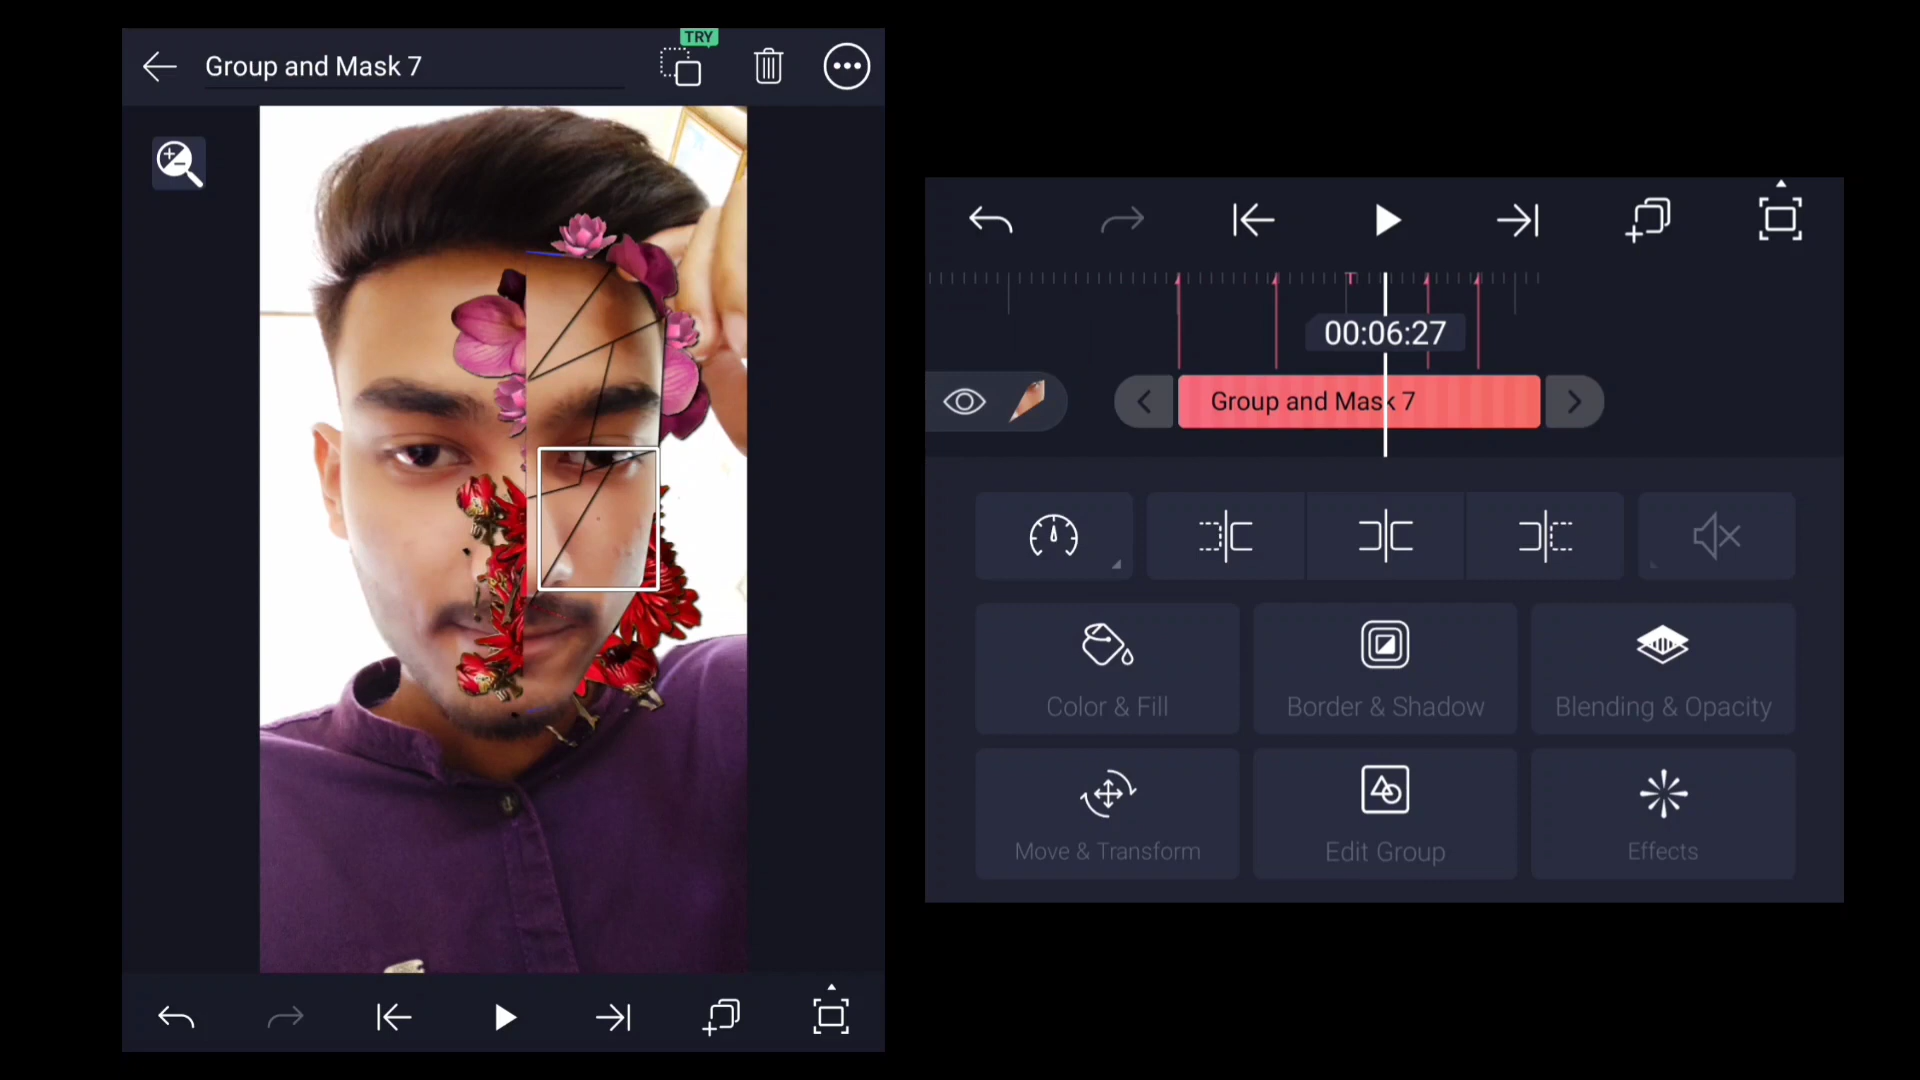 TRY
Group and Mask 7
00:06:27
Group and Mask 7
Color & Fill
Border & Shadow
Blending & Opacity
Move & Transform
Edit Group
Effects